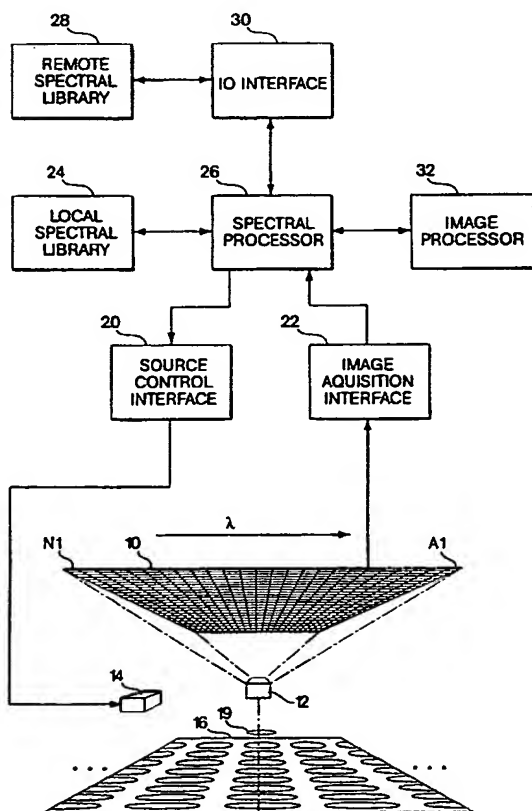 28
30
REMOTE
SPECTRAL
LIBRARY
IO INTERFACE
24
26
32
LOCAL
SPECTRAL
LIBRARY
SPECTRAL
PROCESSOR
IMAGE
PROCESSOR
20
22
SOURCE
CONTROL
INTERFACE
IMAGE
AQUISITION
INTERFACE
N1
10
λ
A1
14
12
19
16
...
...